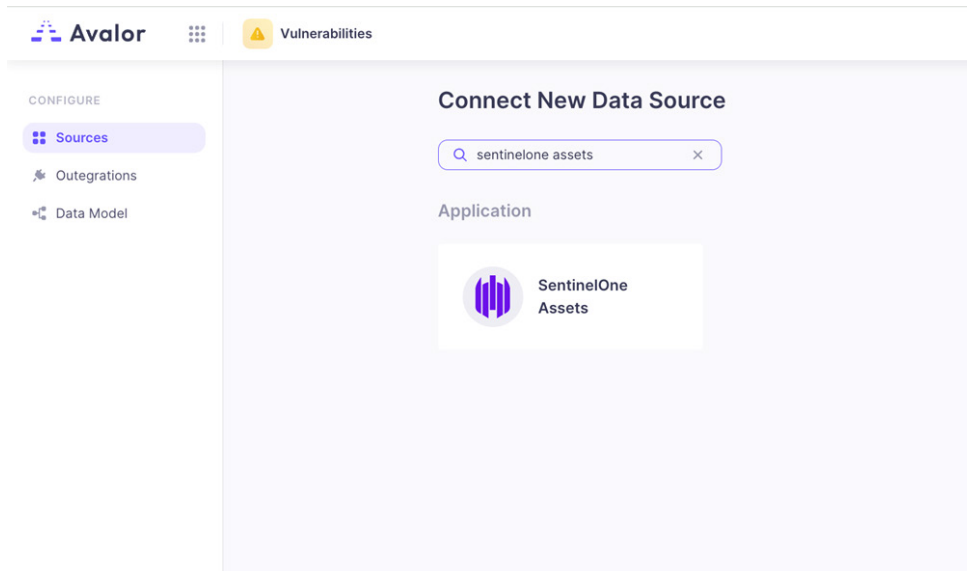 Avalor
Vulnerabilities
CONFIGURE
Sources
Outegrations
Data Model
Connect New Data Source
sentinelone assets
Application
SentinelOne
Assets